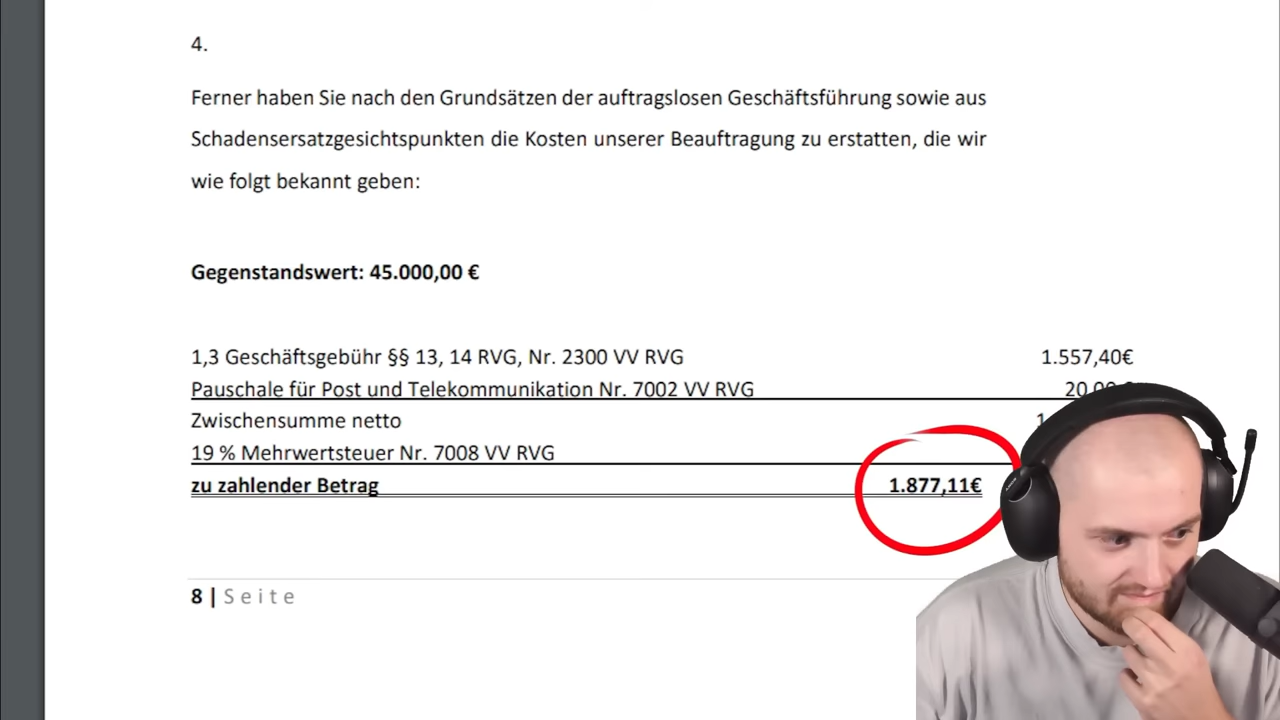 4.
Ferner haben Sie nach den Grundsätzen der auftragslosen Geschäftsführung sowie aus
Schadensersatzgesichtspunkten die Kosten unserer Beauftragung zu erstatten, die wir
wie folgt bekannt geben:
Gegenstandswert: 45.000,00 €
1,3 Geschäftsgebühr §§ 13, 14 RVG, Nr. 2300 VV RVG 1.557,40€
Pauschale für Post und Telekommunikation Nr. 7002 VV RVG
Zwischensumme netto
19 % Mehrwertsteuer Nr. 7008 VV RVG
zu zahlender Betrag 1.877,11€
8 | Seite